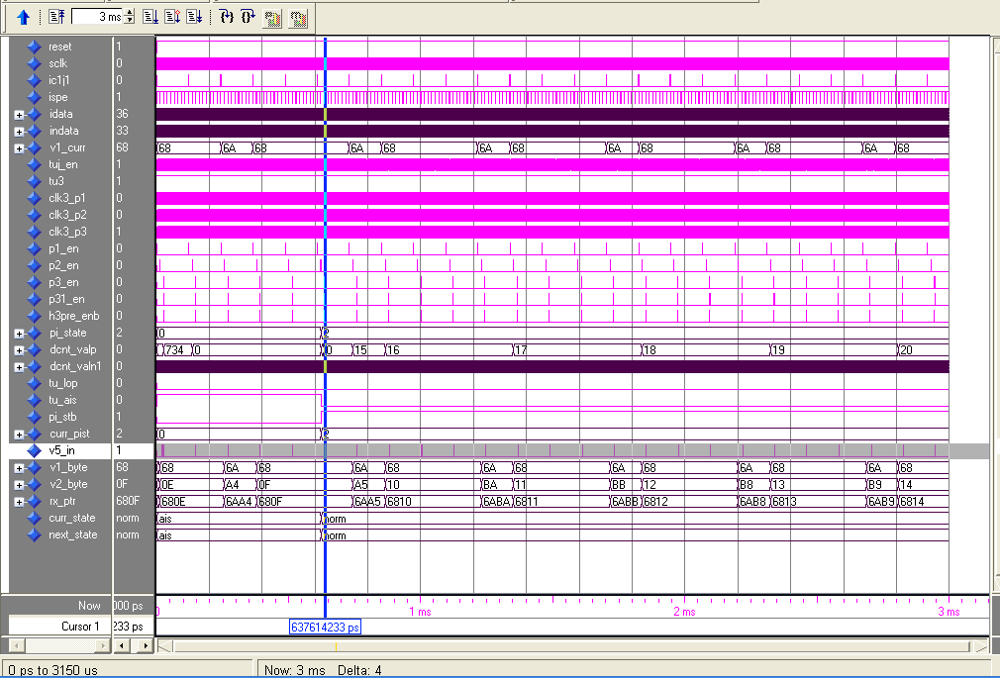 3 ms
reset 1
sclk 0
ic1j1 0
ispe 1
idata 36
indata 33
v1_curr 68 68 6A 68 6A 68 6A 68 6A 68 6A 68 6A 68
tuj_en 1
tu3 1
clk3_p1 0
clk3_p2 0
clk3_p3 1
p1_en 0
p2_en 0
p3_en 0
p31_en 0
h3pre_enb 0
pi_state 2 0 2
dcnt_valp 0 734 0 0 15 16 17 18 19 20
dcnt_valn1 0
tu_lop 0
tu_ais 0
pi_stb 1
curr_pist 2 0 2
v5_in 1
v1_byte 68 68 6A 68 6A 68 6A 68 6A 68 6A 68 6A 68
v2_byte 0F 0E A4 0F A5 10 BA 11 BB 12 B8 13 B9 14
rx_ptr 680F 680E 6AA4 680F 6AA5 6810 6ABA 6811 6ABB 6812 6AB8 6813 6AB9 6814
curr_state norm ais norm
next_state norm ais norm
Now 000 ps 1 ms 2 ms 3 ms
Cursor 1 233 ps 637614233 ps
0 ps to 3150 us Now: 3 ms Delta: 4